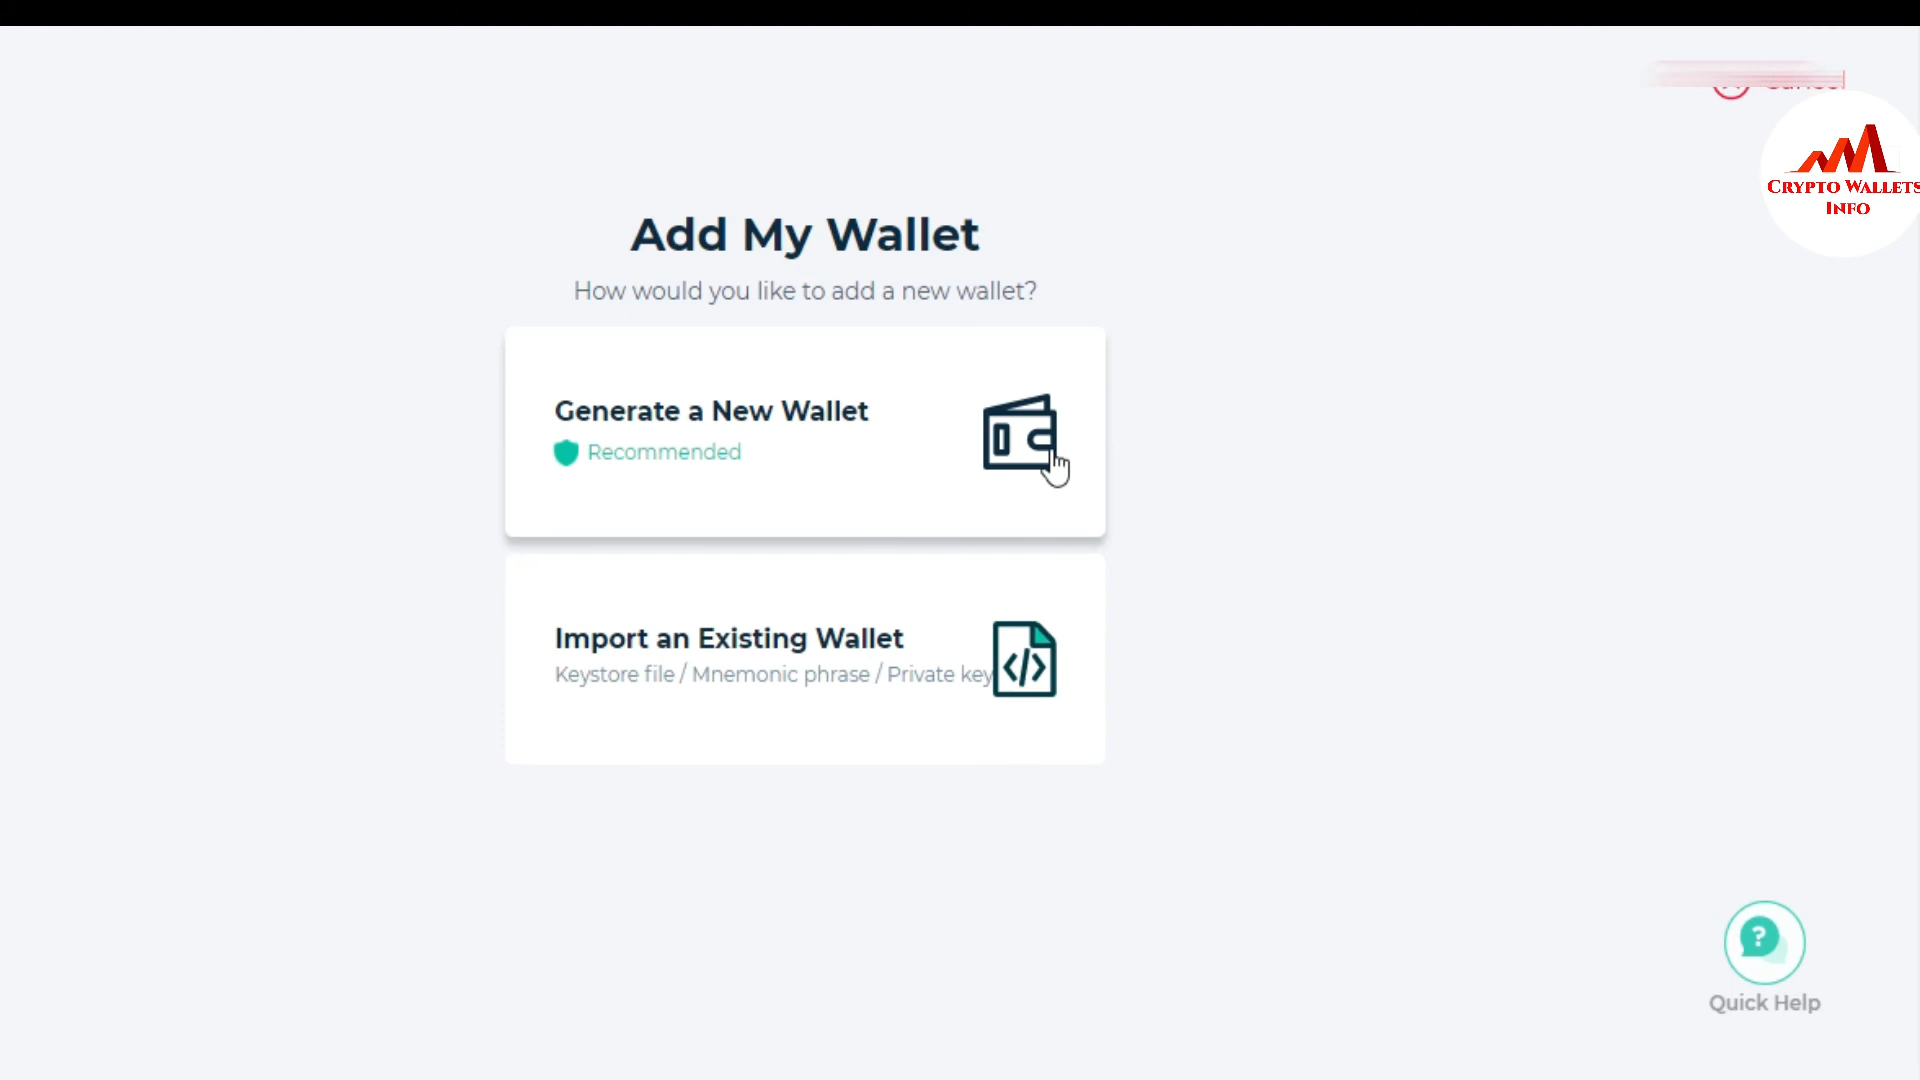 CRYPTO WALLETS
INFO
Add My Wallet
How would you like to add a new wallet?
Generate a New Wallet
Recommended
Import an Existing Wallet
Keystore file / Mnemonic phrase / Private key
Quick Help